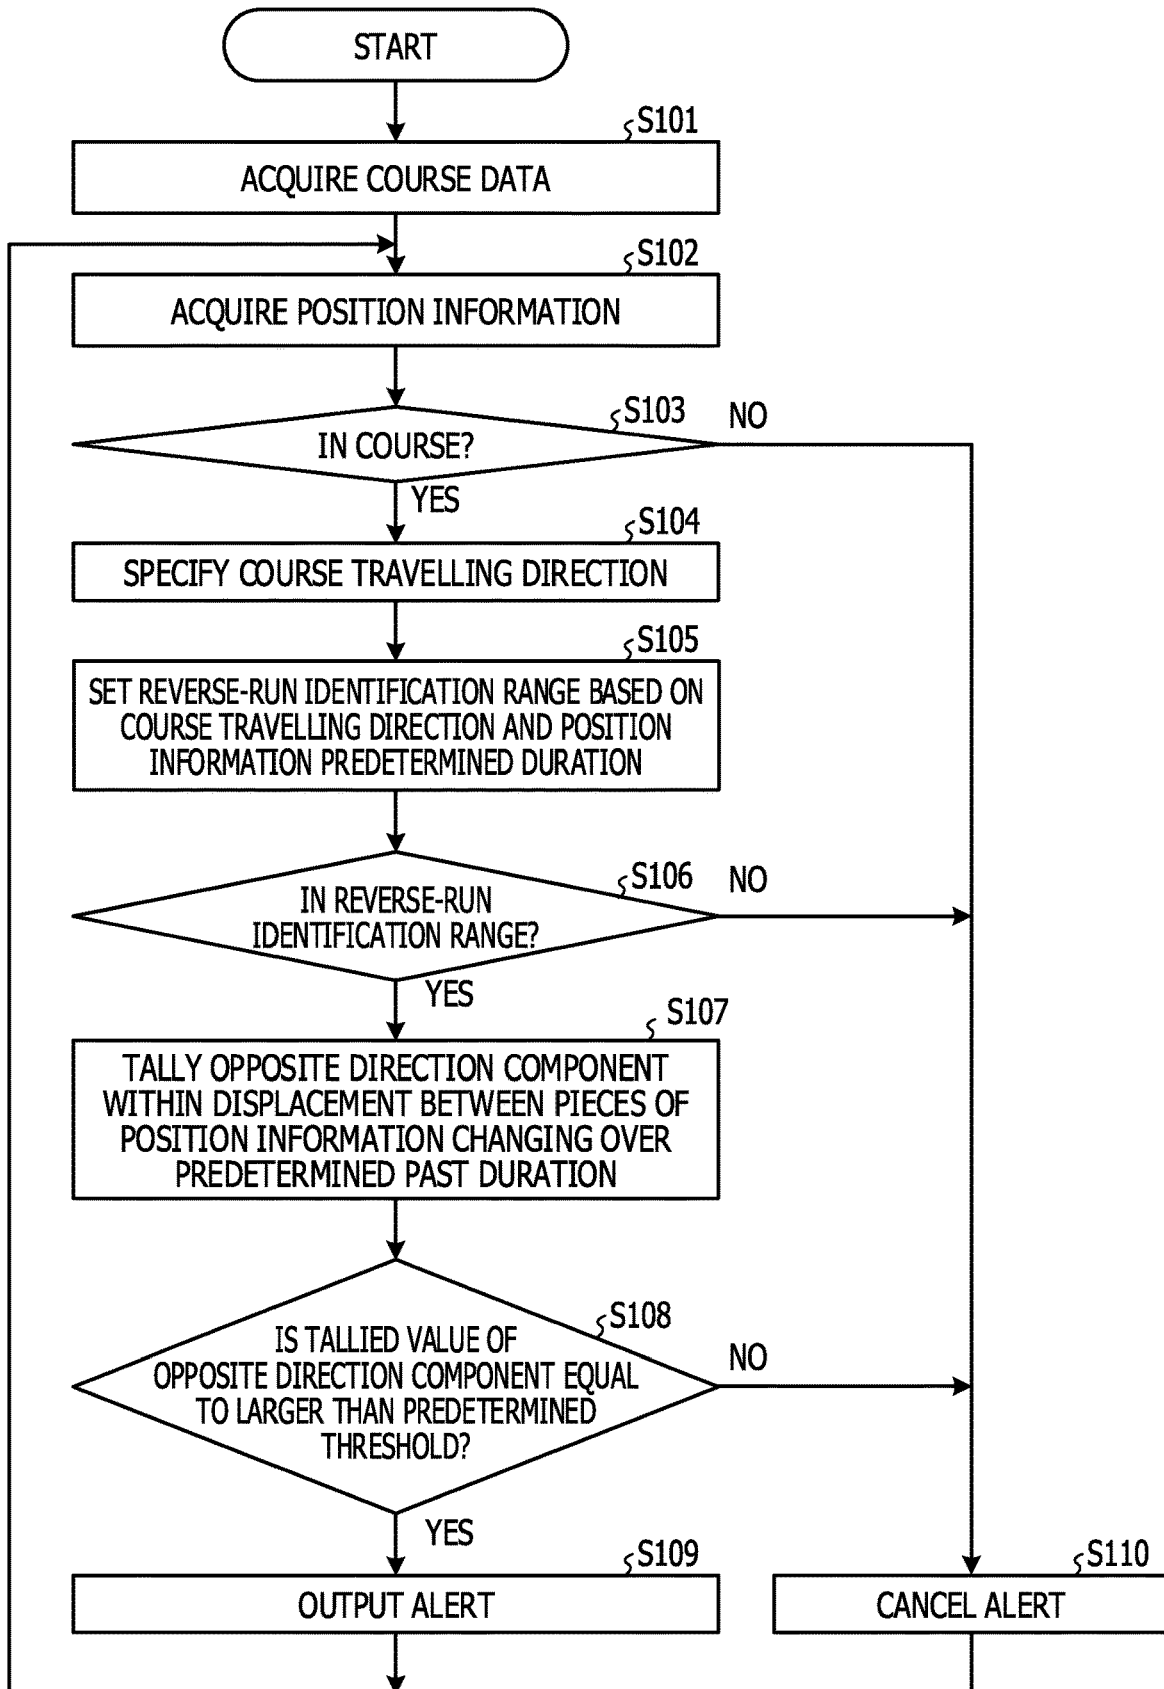 START
S101
ACQUIRE COURSE DATA
S102
ACQUIRE POSITION INFORMATION
S103
NO
IN COURSE?
YES
S104
SPECIFY COURSE TRAVELLING DIRECTION
S105
SET REVERSE-RUN IDENTIFICATION RANGE BASED ON
COURSE TRAVELLING DIRECTION AND POSITION
INFORMATION PREDETERMINED DURATION
S106
NO
IN REVERSE-RUN
IDENTIFICATION RANGE?
YES
S107
TALLY OPPOSITE DIRECTION COMPONENT
WITHIN DISPLACEMENT BETWEEN PIECES OF
POSITION INFORMATION CHANGING OVER
PREDETERMINED PAST DURATION
S108
NO
IS TALLIED VALUE OF
OPPOSITE DIRECTION COMPONENT EQUAL
TO LARGER THAN PREDETERMINED
THRESHOLD?
YES
S109
OUTPUT ALERT
S110
CANCEL ALERT